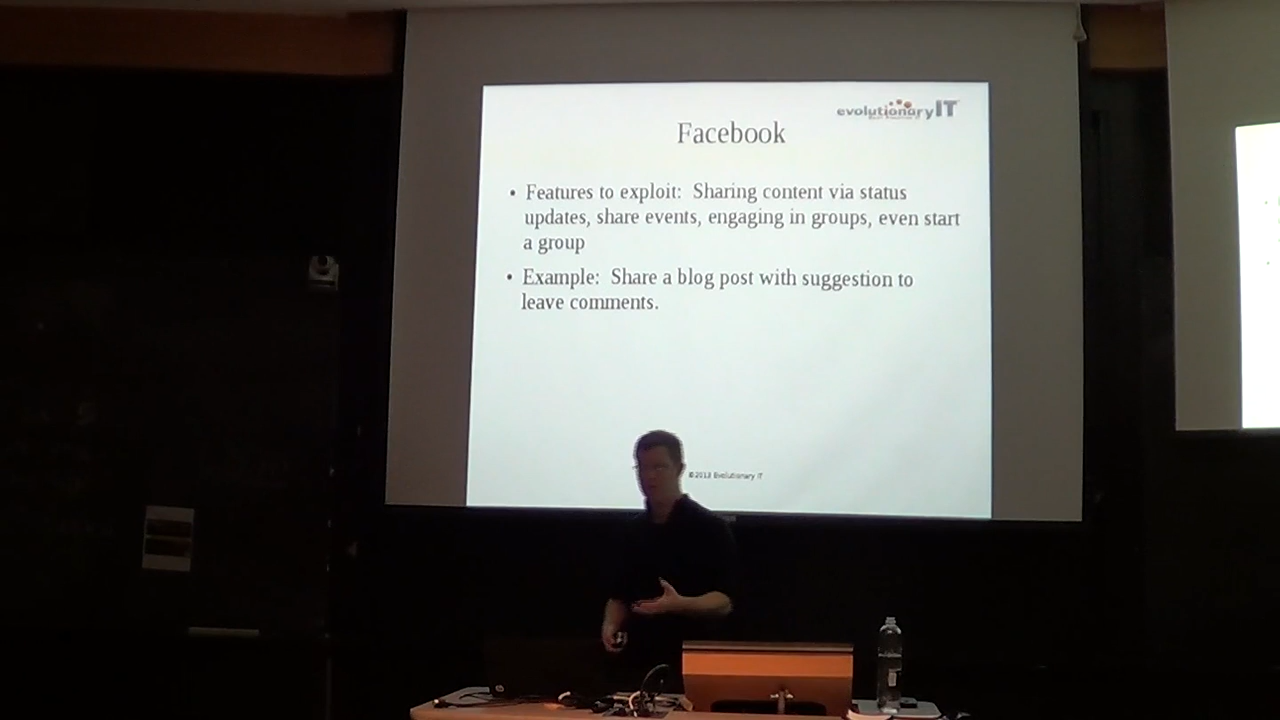 evolutionaryIT
Facebook
• Features to exploit: Sharing content via status
updates, share events, engaging in groups, even start
a group
• Example: Share a blog post with suggestion to
leave comments.
©2013 Evolutionary IT